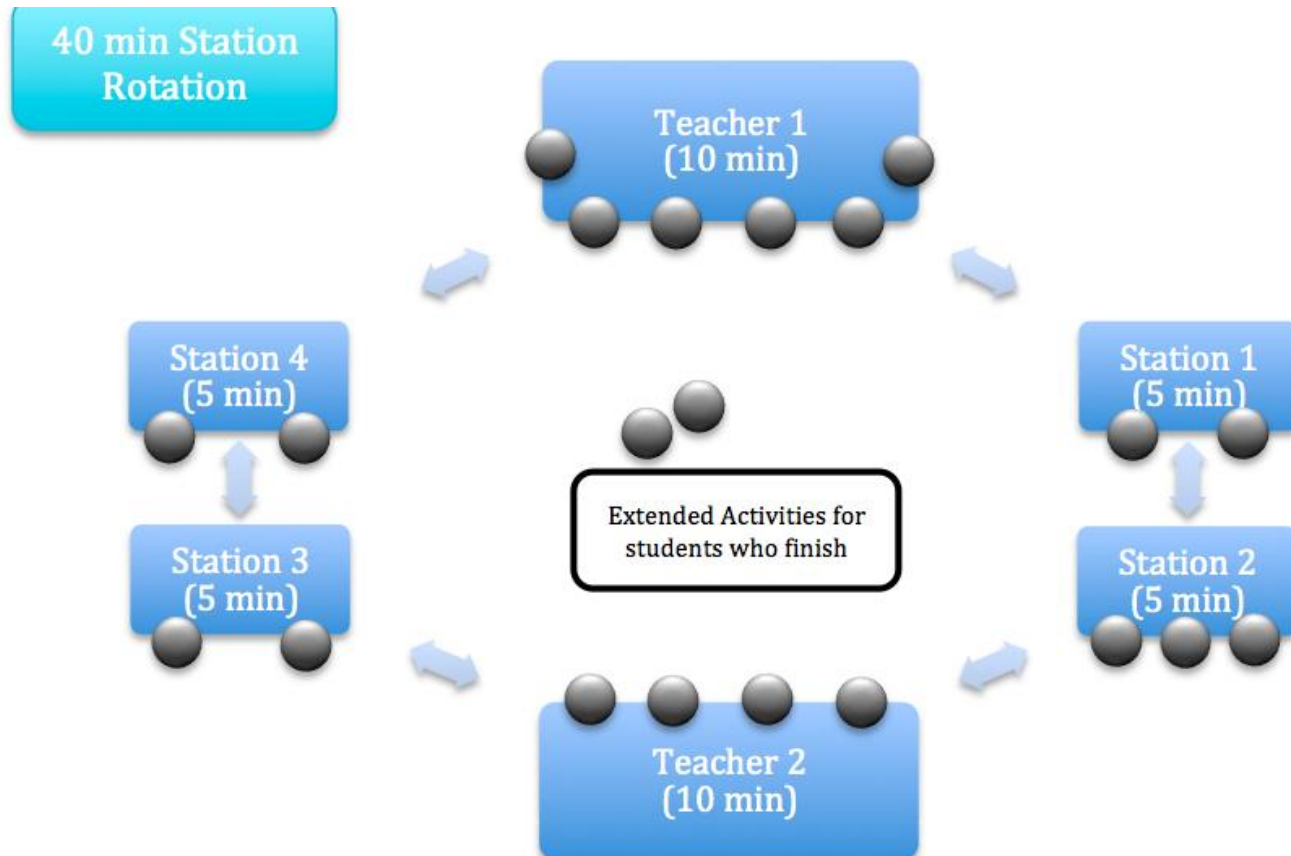 40 min Station
Rotation
Teacher 1
(10 min)
Station 4
(5 min)
Station 1
(5 min)
Extended Activities for
students who finish
Station 3
(5 min)
Station 2
(5 min)
Teacher 2
(10 min)